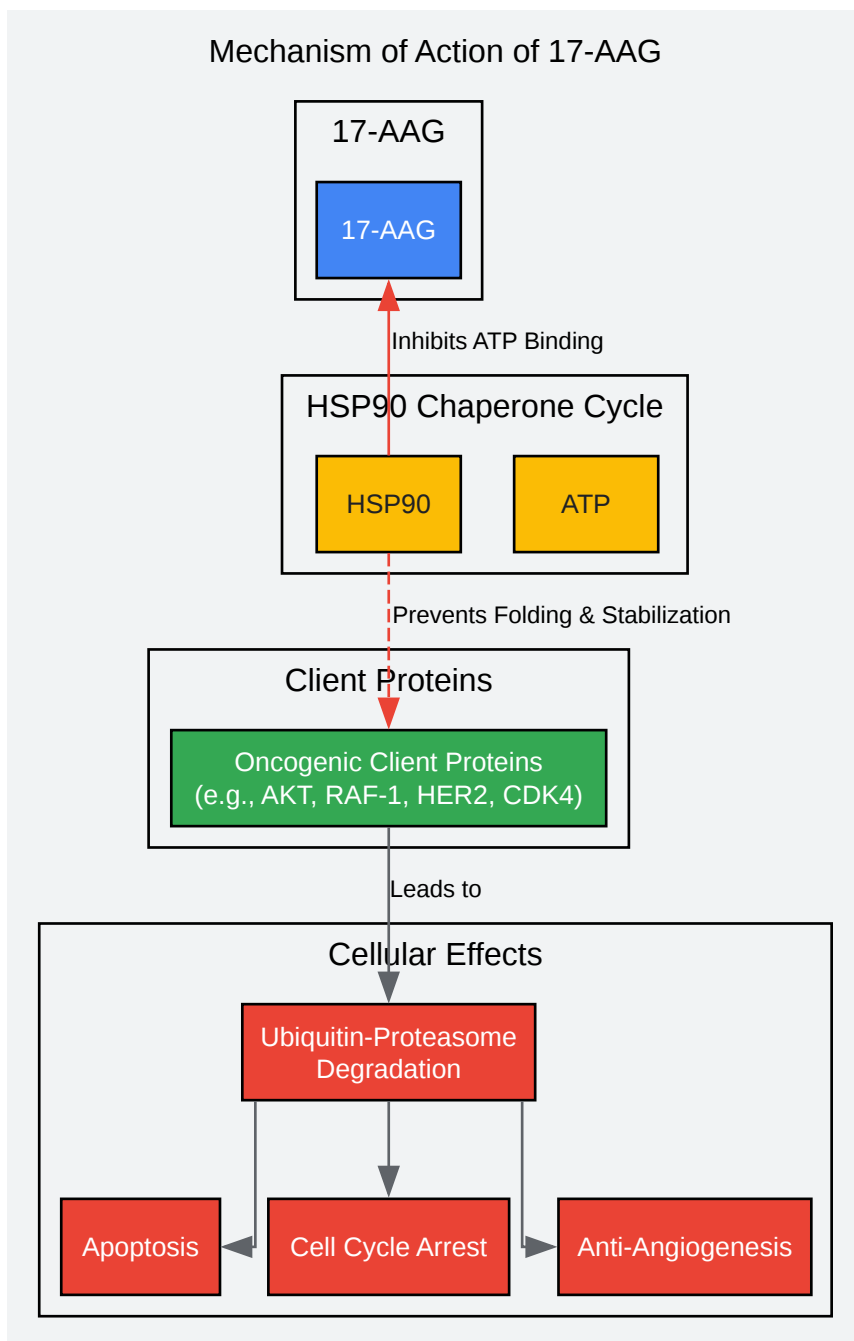 Mechanism of Action of 17-AAG
17-AAG
17-AAG
Inhibits ATP Binding
HSP90 Chaperone Cycle
HSP90
ATP
Prevents Folding & Stabilization
Client Proteins
Oncogenic Client Proteins
(e.g., AKT, RAF-1, HER2, CDK4)
Leads to
Cellular Effects
Ubiquitin-Proteasome
Degradation
Apoptosis
Cell Cycle Arrest
Anti-Angiogenesis